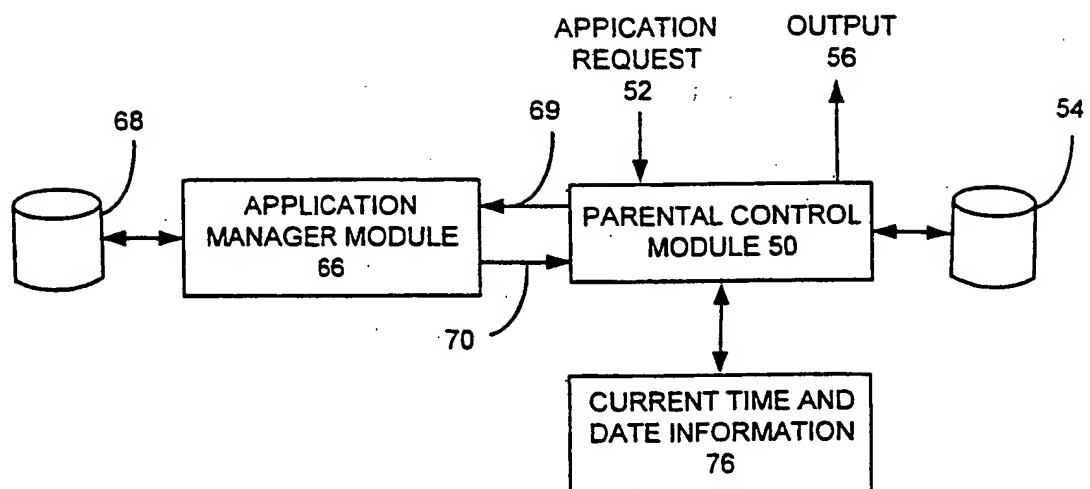 APPICATION
REQUEST
52
OUTPUT
56
68
69
54
APPLICATION
MANAGER MODULE
66
PARENTAL CONTROL
MODULE 50
70
CURRENT TIME AND
DATE INFORMATION
76